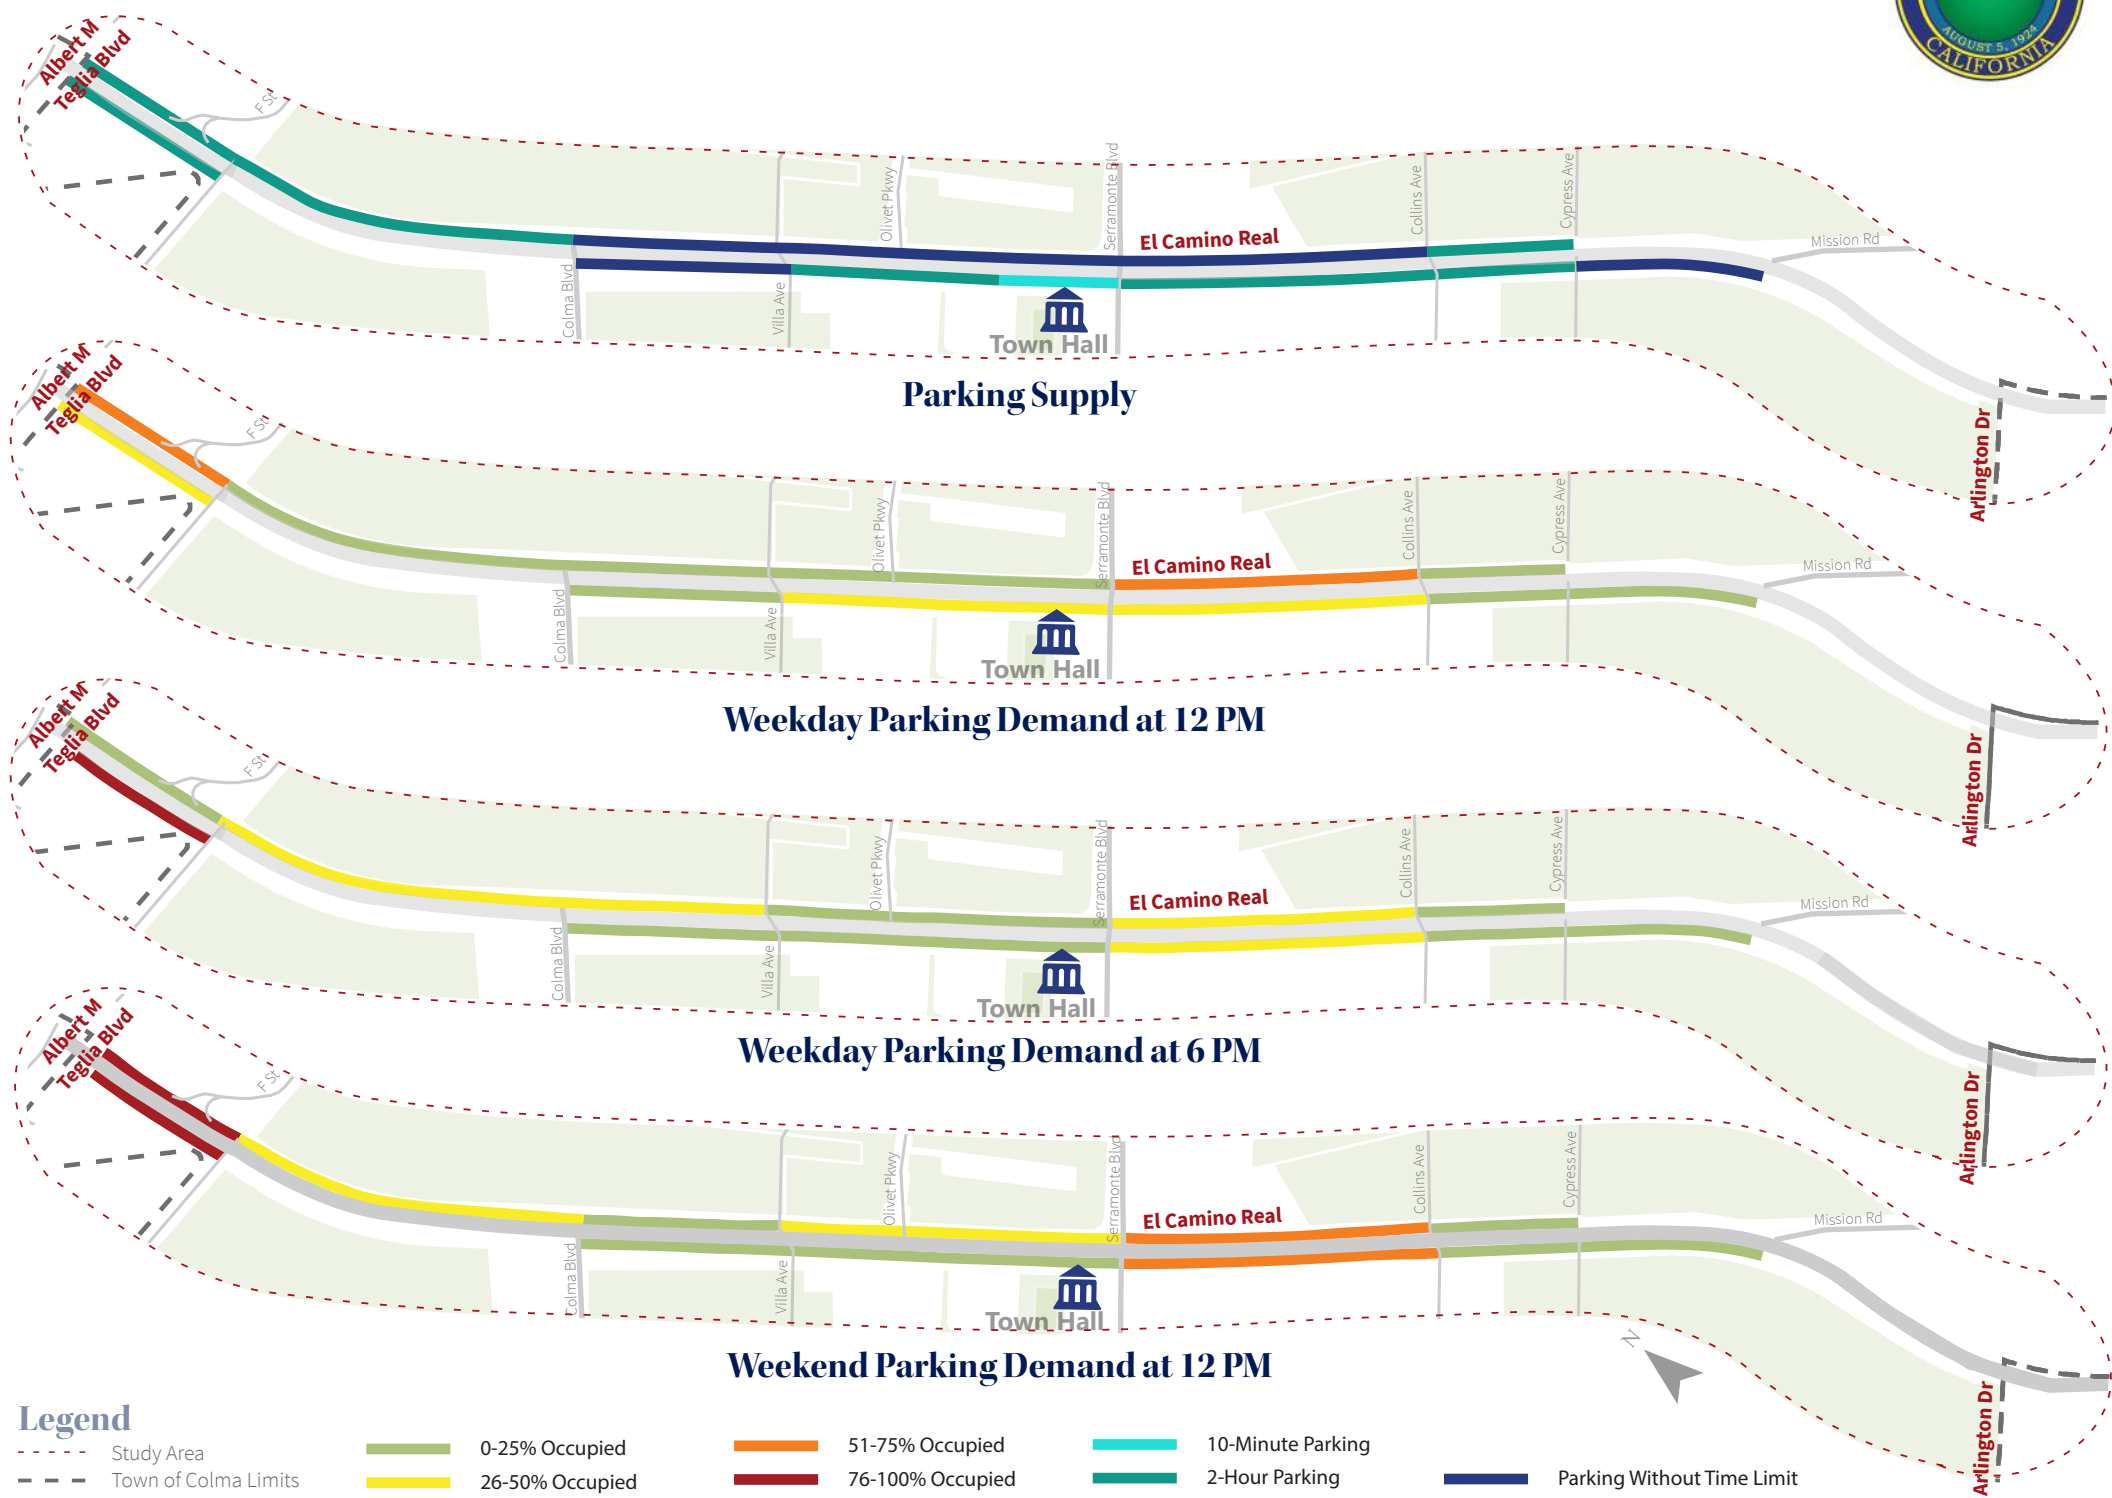 AUGUST 5, 1924
CALIFORNIA
Albert M
Teglia Blvd
F St
Colma Blvd
Villa Ave
Olivet Pkwy
Serramonte Blvd
El Camino Real
Collins Ave
Cypress Ave
Mission Rd
Arlington Dr
Town Hall
Parking Supply
Albert M
Teglia Blvd
F St
Colma Blvd
Villa Ave
Olivet Pkwy
Serramonte Blvd
El Camino Real
Collins Ave
Cypress Ave
Mission Rd
Arlington Dr
Town Hall
Weekday Parking Demand at 12 PM
Albert M
Teglia Blvd
F St
Colma Blvd
Villa Ave
Olivet Pkwy
Serramonte Blvd
El Camino Real
Collins Ave
Cypress Ave
Mission Rd
Arlington Dr
Town Hall
Weekday Parking Demand at 6 PM
Albert M
Teglia Blvd
F St
Colma Blvd
Villa Ave
Olivet Pkwy
Serramonte Blvd
El Camino Real
Collins Ave
Cypress Ave
Mission Rd
Arlington Dr
Town Hall
Weekend Parking Demand at 12 PM
N
Legend
Study Area
Town of Colma Limits
0-25% Occupied
26-50% Occupied
51-75% Occupied
76-100% Occupied
10-Minute Parking
2-Hour Parking
Parking Without Time Limit